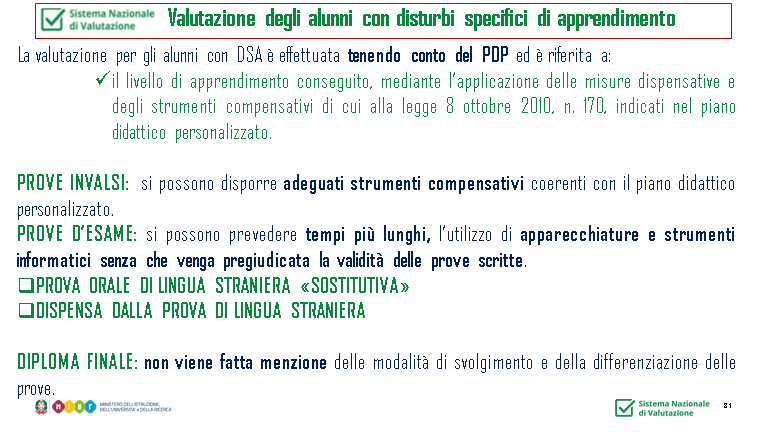 Sistema Nazionale
di Valutazione
Valutazione degli alunni con disturbi specifici di apprendimento
La valutazione per gli alunni con DSA è effettuata tenendo conto del PDP ed è riferita a:
il livello di apprendimento conseguito, mediante l'applicazione delle misure dispensative e
degli strumenti compensativi di cui alla legge 8 ottobre 2010, n. 170, indicati nel piano
didattico personalizzato.
PROVE INVALSI: si possono disporre adeguati strumenti compensativi coerenti con il piano didattico
personalizzato.
PROVE D'ESAME: si possono prevedere tempi più lunghi, l'utilizzo di apparecchiature e strumenti
informatici senza che venga pregiudicata la validità delle prove scritte.
PROVA ORALE DI LINGUA STRANIERA «SOSTITUTIVA»
DISPENSA DALLA PROVA DI LINGUA STRANIERA
DIPLOMA FINALE: non viene fatta menzione delle modalità di svolgimento e della differenziazione delle
prove.
MIUR
MINISTERO DELL'ISTRUZIONE,
DELL'UNIVERSITA' e DELLA RICERCA
Sistema Nazionale
di Valutazione
81